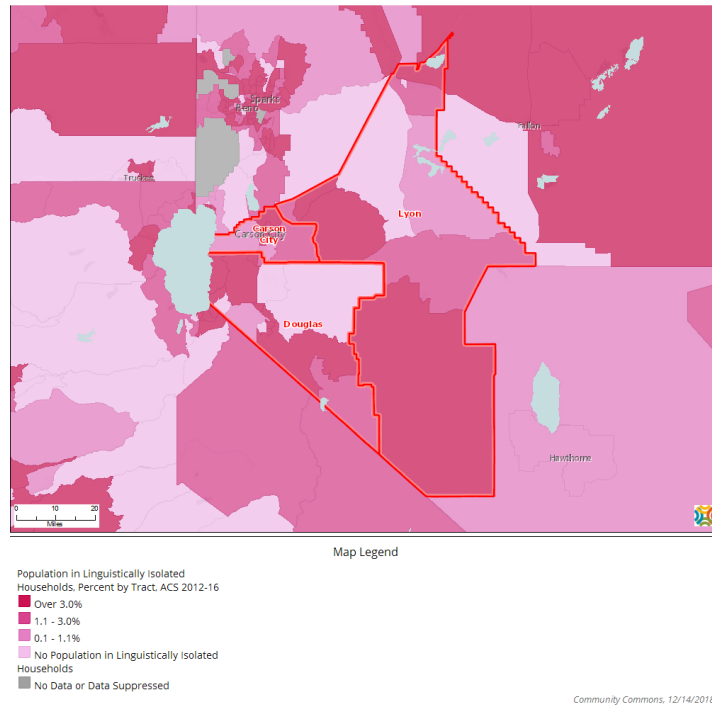 Sparks
Reno
Fallon
Truckee
Lyon
Carson
City
Carson City
Douglas
Hawthorne
0 10 20
Miles
Map Legend
Population in Linguistically Isolated
Households, Percent by Tract, ACS 2012-16
Over 3.0%
1.1 - 3.0%
0.1 - 1.1%
No Population in Linguistically Isolated
Households
No Data or Data Suppressed
Community Commons, 12/14/2018